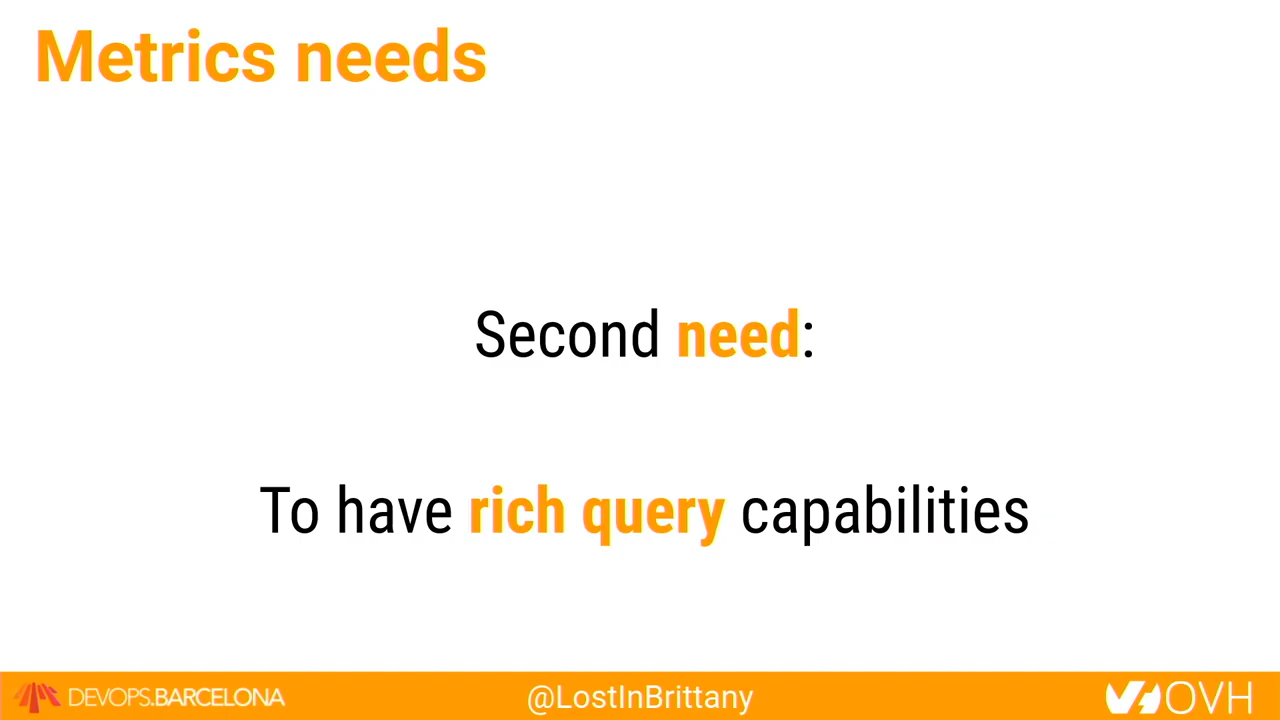 Metrics needs
Second need:
To have rich query capabilities
DEVOPS.BARCELONA
@LostInBrittany
OVH